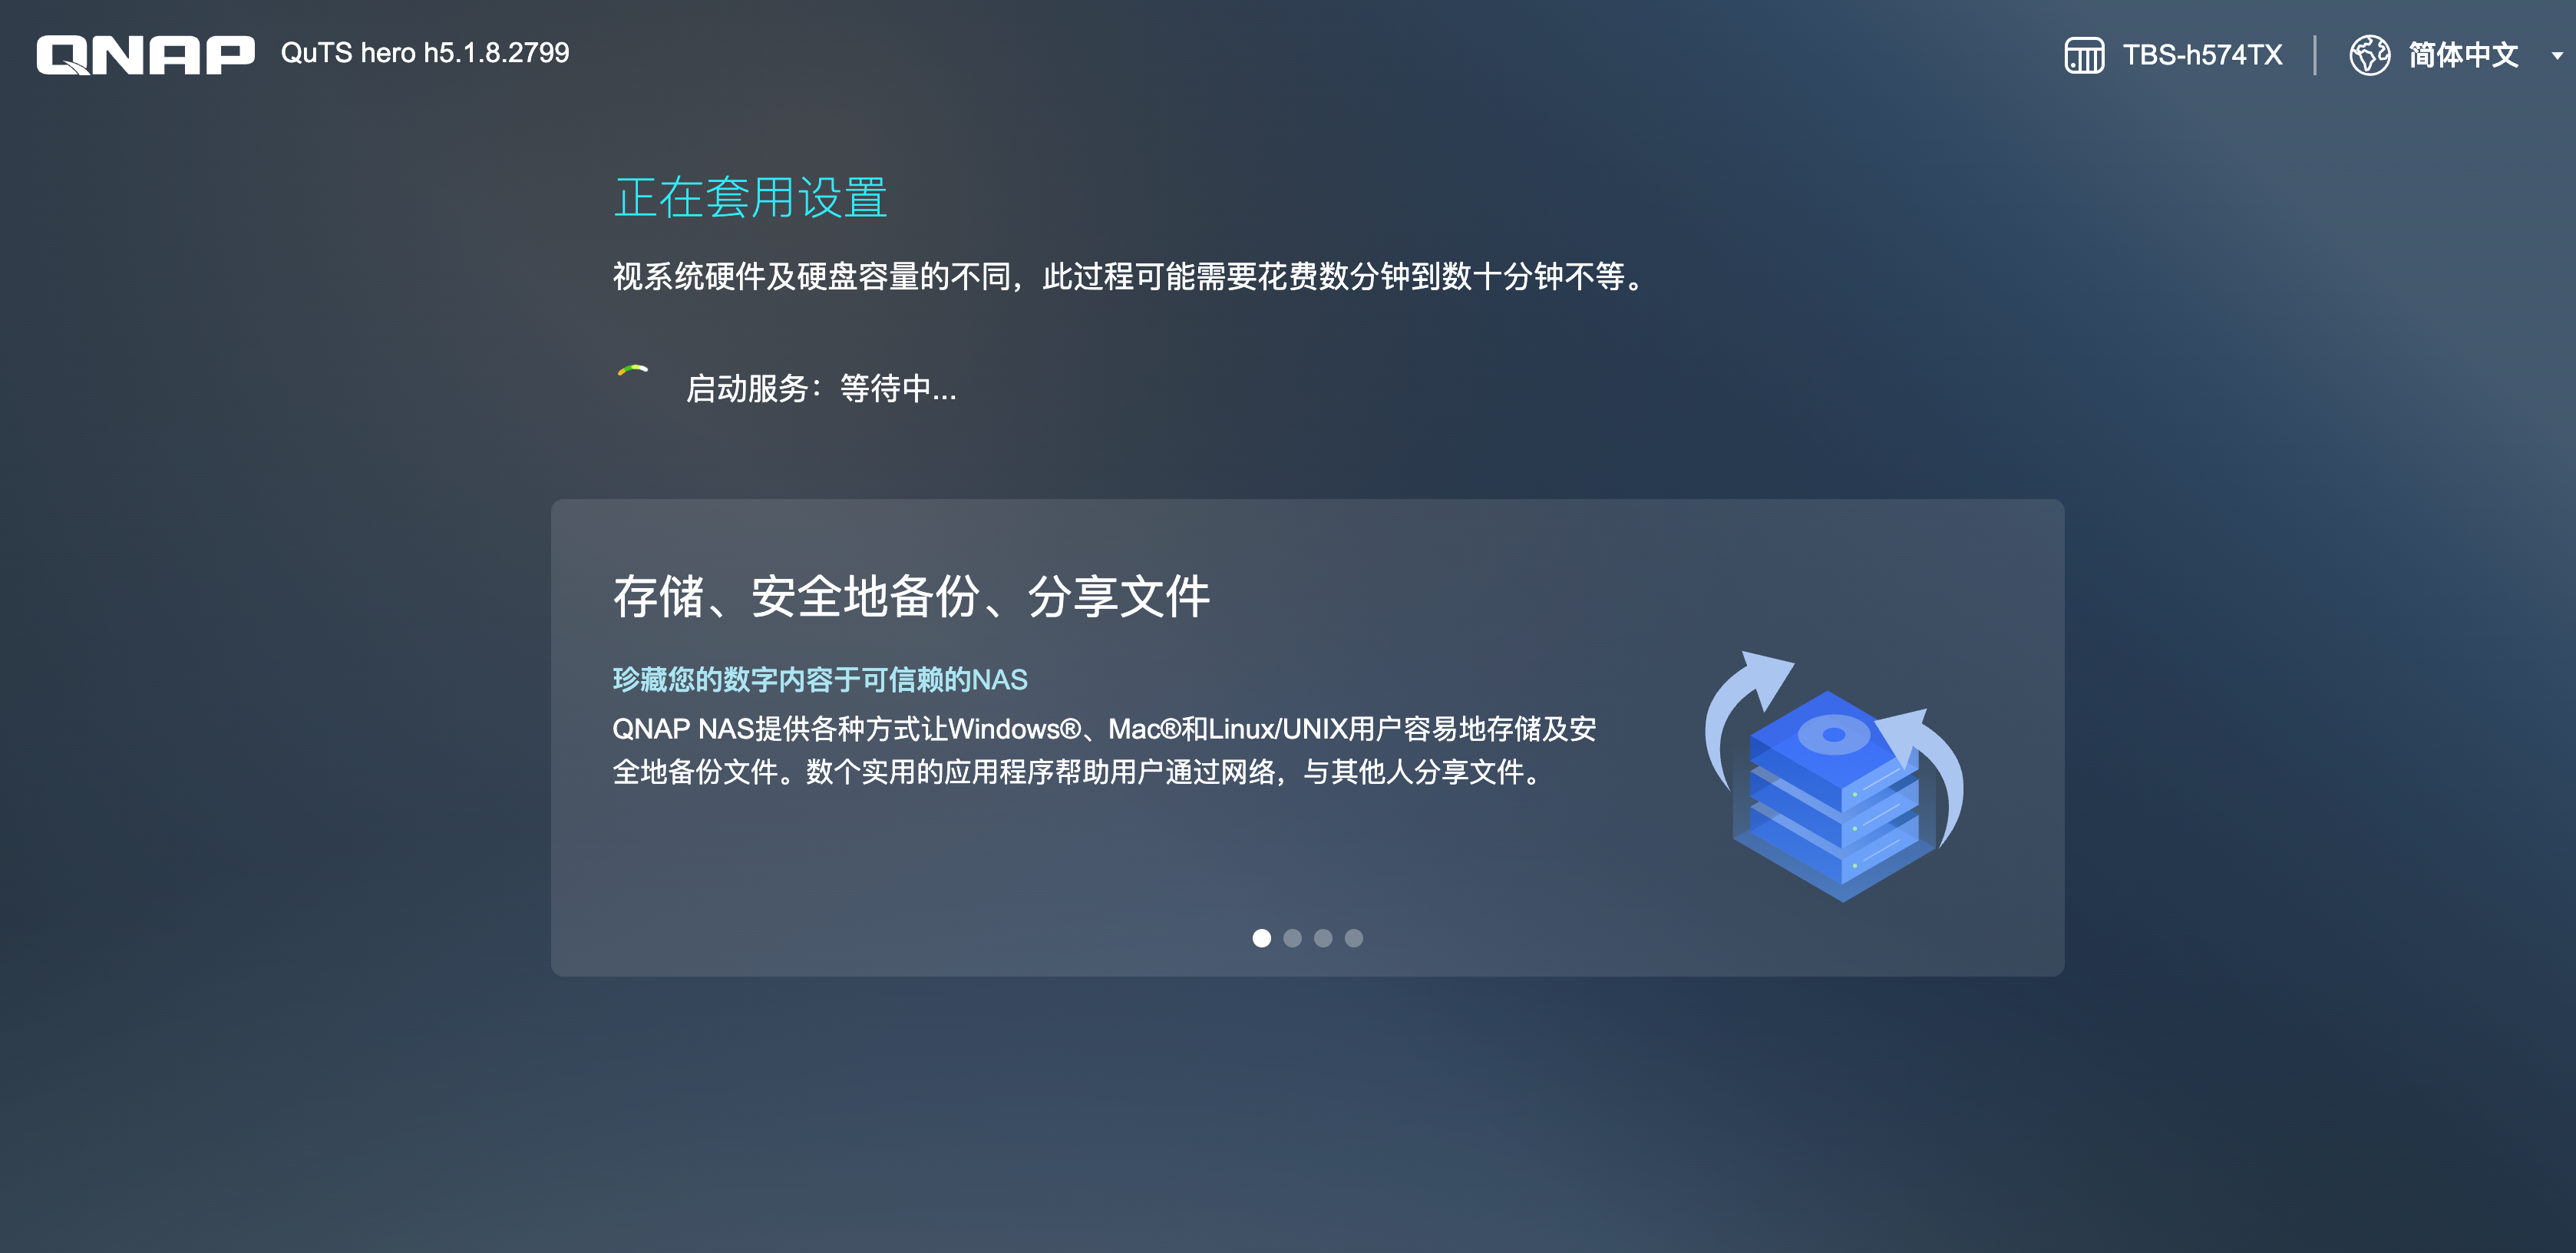 QNAP QuTS hero h5.1.8.2799
TBS-h574TX
简体中文
正在套用设置
视系统硬件及硬盘容量的不同，此过程可能需要花费数分钟到数十分钟不等。
启动服务：等待中...
存储、安全地备份、分享文件
珍藏您的数字内容于可信赖的NAS
QNAP NAS提供各种方式让Windows®、Mac®和Linux/UNIX用户容易地存储及安
全地备份文件。数个实用的应用程序帮助用户通过网络，与其他人分享文件。